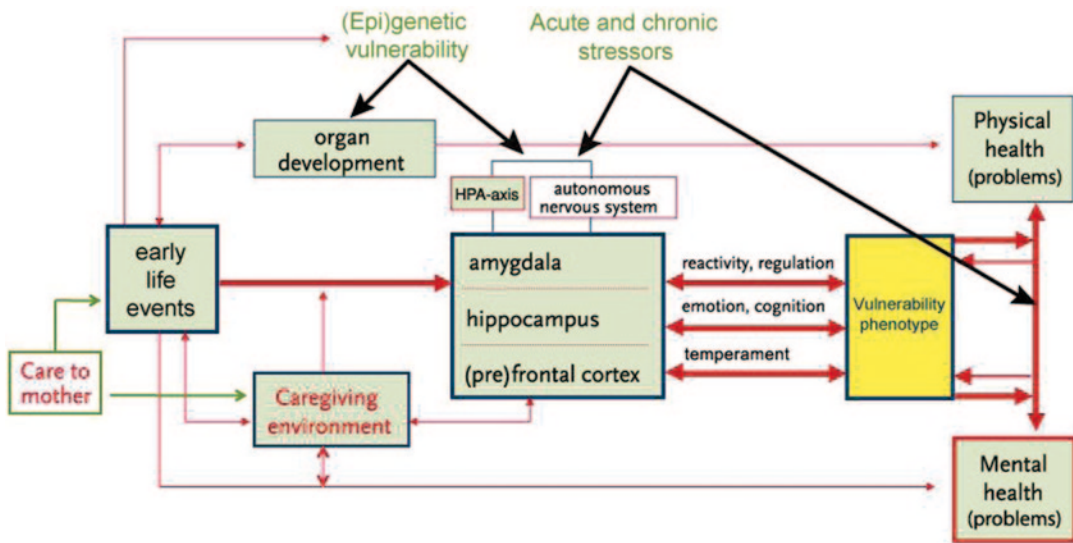 (Epi)genetic
vulnerability
Acute and chronic
stressors
organ
development
Physical
health
(problems)
HPA-axis
autonomous
nervous system
early
life
events
amygdala
hippocampus
(pre)frontal cortex
reactivity, regulation
emotion, cognition
temperament
Vulnerability
phenotype
Care to
mother
Caregiving
environment
Mental
health
(problems)